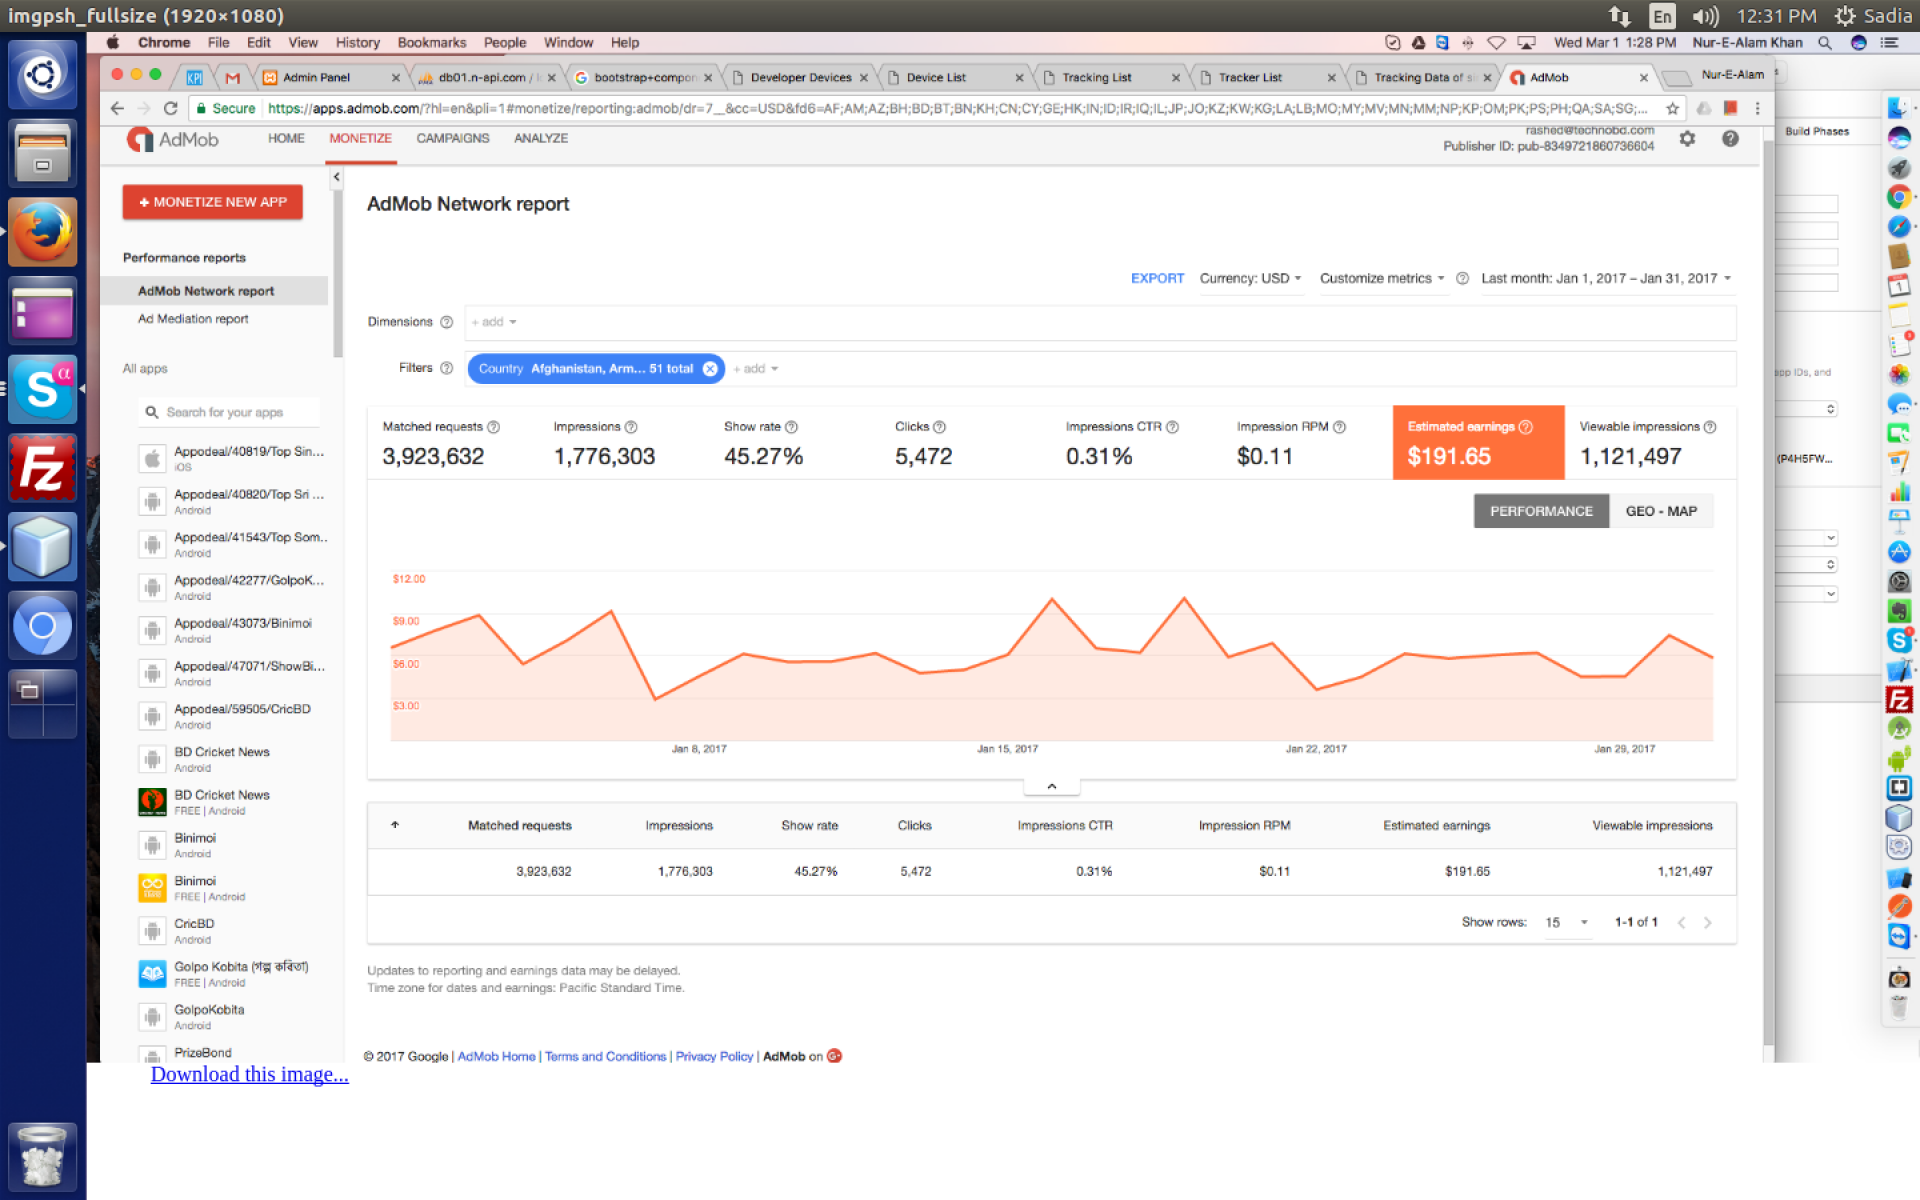 imgpsh_fullsize (1920×1080)
En
12:31 PM
Sadia
Chrome File Edit View History Bookmarks People Window Help
Wed Mar 1 1:28 PM Nur-E-Alam Khan
KPI
Admin Panel
db01.n-api.com /
bootstrap+compon
Developer Devices
Device List
Tracking List
Tracker List
Tracking Data of
AdMob
Nur-E-Alam
Secure https://apps.admob.com/?hl=en&pli=1#monetize/reporting:admob/dr=7__&cc=USD&fd6=AF;AM;AZ;BH;BD;BT;BN;KH;CN;CY;GE;HK;IN;ID;IR;IQ;IL;JP;JO;KZ;KW;KG;LA;LB;MO;MY;MV;MN;MM;NP;KP;OM;PK;PS;PH;QA;SA;SG;...
AdMob
HOME MONETIZE CAMPAIGNS ANALYZE
rashed@technobd.com
Publisher ID: pub-8349721860736604
Build Phases
+ MONETIZE NEW APP
Performance reports
AdMob Network report
Ad Mediation report
All apps
Search for your apps
Appodeal/40819/Top Sin...
iOS
Appodeal/40820/Top Sri ...
Android
Appodeal/41543/Top Som..
Android
Appodeal/42277/GolpoK...
Android
Appodeal/43073/Binimoi
Android
Appodeal/47071/ShowBi...
Android
Appodeal/59505/CricBD
Android
BD Cricket News
Android
BD Cricket News
FREE | Android
Binimoi
Android
Binimoi
FREE | Android
CricBD
Android
Golpo Kobita (গল্প কবিতা)
FREE | Android
GolpoKobita
Android
PrizeBond
AdMob Network report
EXPORT Currency: USD Customize metrics Last month: Jan 1, 2017 – Jan 31, 2017
Dimensions + add
Filters Country Afghanistan, Arm... 51 total + add
Matched requests Impressions Show rate Clicks Impressions CTR Impression RPM Estimated earnings Viewable impressions
3,923,632 1,776,303 45.27% 5,472 0.31% $0.11 $191.65 1,121,497
PERFORMANCE GEO - MAP
$12.00
$9.00
$6.00
$3.00
Jan 8, 2017 Jan 15, 2017 Jan 22, 2017 Jan 29, 2017
Matched requests Impressions Show rate Clicks Impressions CTR Impression RPM Estimated earnings Viewable impressions
3,923,632 1,776,303 45.27% 5,472 0.31% $0.11 $191.65 1,121,497
Show rows: 15 1-1 of 1
Updates to reporting and earnings data may be delayed.
Time zone for dates and earnings: Pacific Standard Time.
© 2017 Google | AdMob Home | Terms and Conditions | Privacy Policy | AdMob on G+
app IDs, and
(P4H5FW...
Download this image...